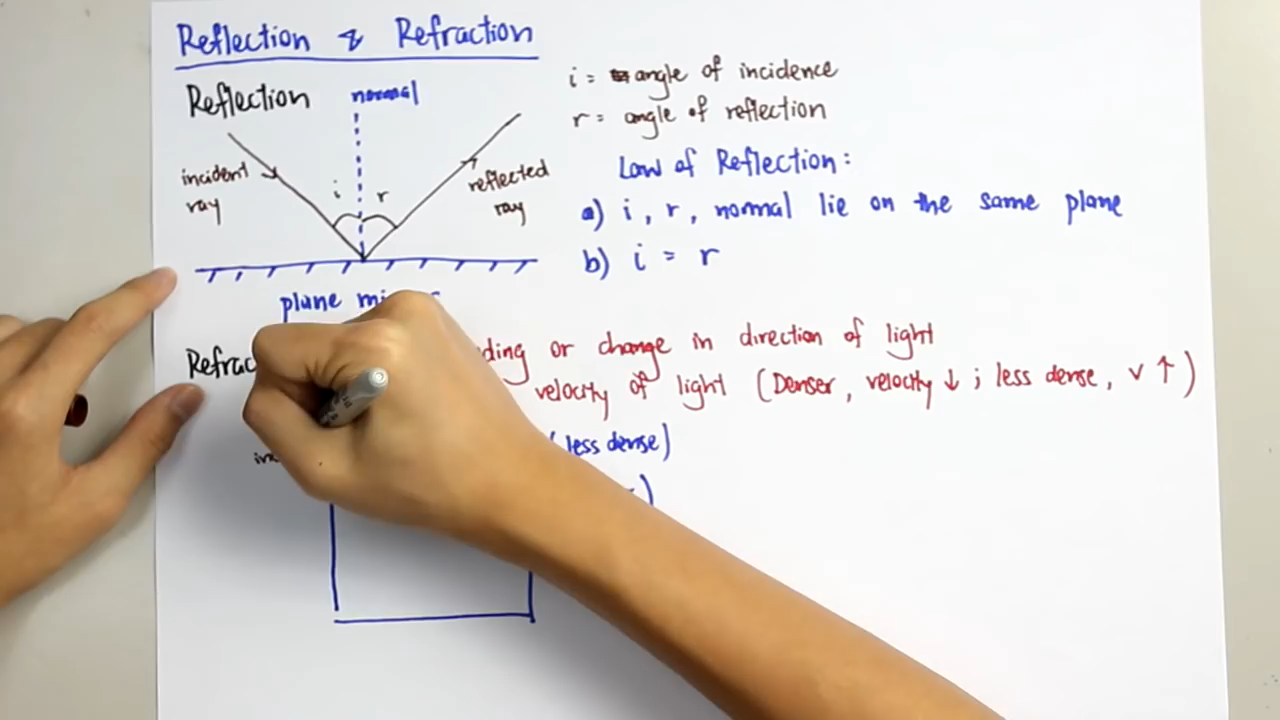 Reflection & Refraction
Reflection
normal
i = angle of incidence
r = angle of reflection
incident
ray
i
r
reflected
ray
Law of Reflection:
a) i, r, normal lie on the same plane
b) i = r
plane
or change in direction of light
velocity of light (Denser, velocity ↓ ; less dense, v ↑)
(less dense)